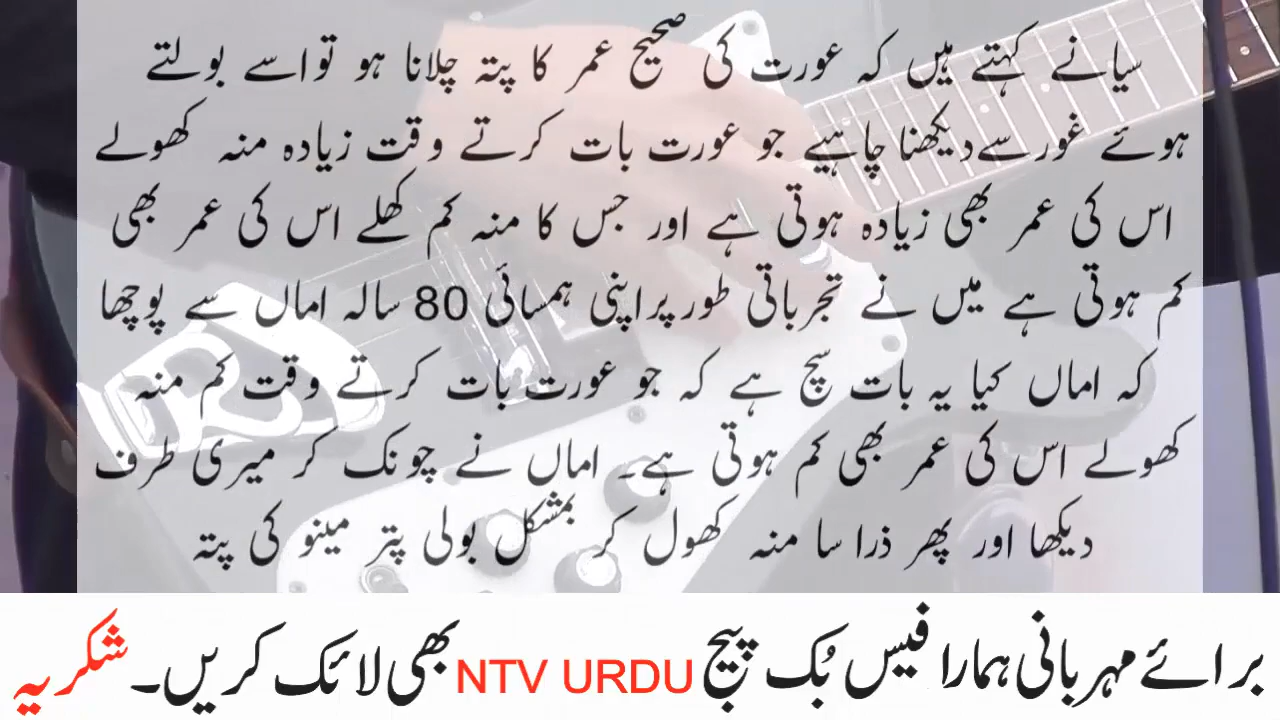 سیانے کہتے ہیں کہ عورت کی صحیح عمر کا پتہ چلانا ہو تو اسے بولتے
ہوئے غور سے دیکھنا چاہیے جو عورت بات کرتے وقت زیادہ منہ کھولے
اس کی عمر بھی زیادہ ہوتی ہے اور جس کا منہ کم کھلے اس کی عمر بھی
کم ہوتی ہے میں نے تجرباتی طور پر اپنی ہمسائی 80 سالہ اماں سے پوچھا
کہ اماں کیا یہ بات سچ ہے کہ جو عورت بات کرتے وقت کم منہ
کھولے اس کی عمر بھی کم ہوتی ہے۔ اماں نے چونک کر میری طرف
دیکھا اور پھر ذرا سا منہ کھول کر بمشکل بولی پتر مینو کی پتہ
برائے مہربانی ہمارا فیس بُک پیج NTV URDU بھی لائک کریں۔ شکریہ